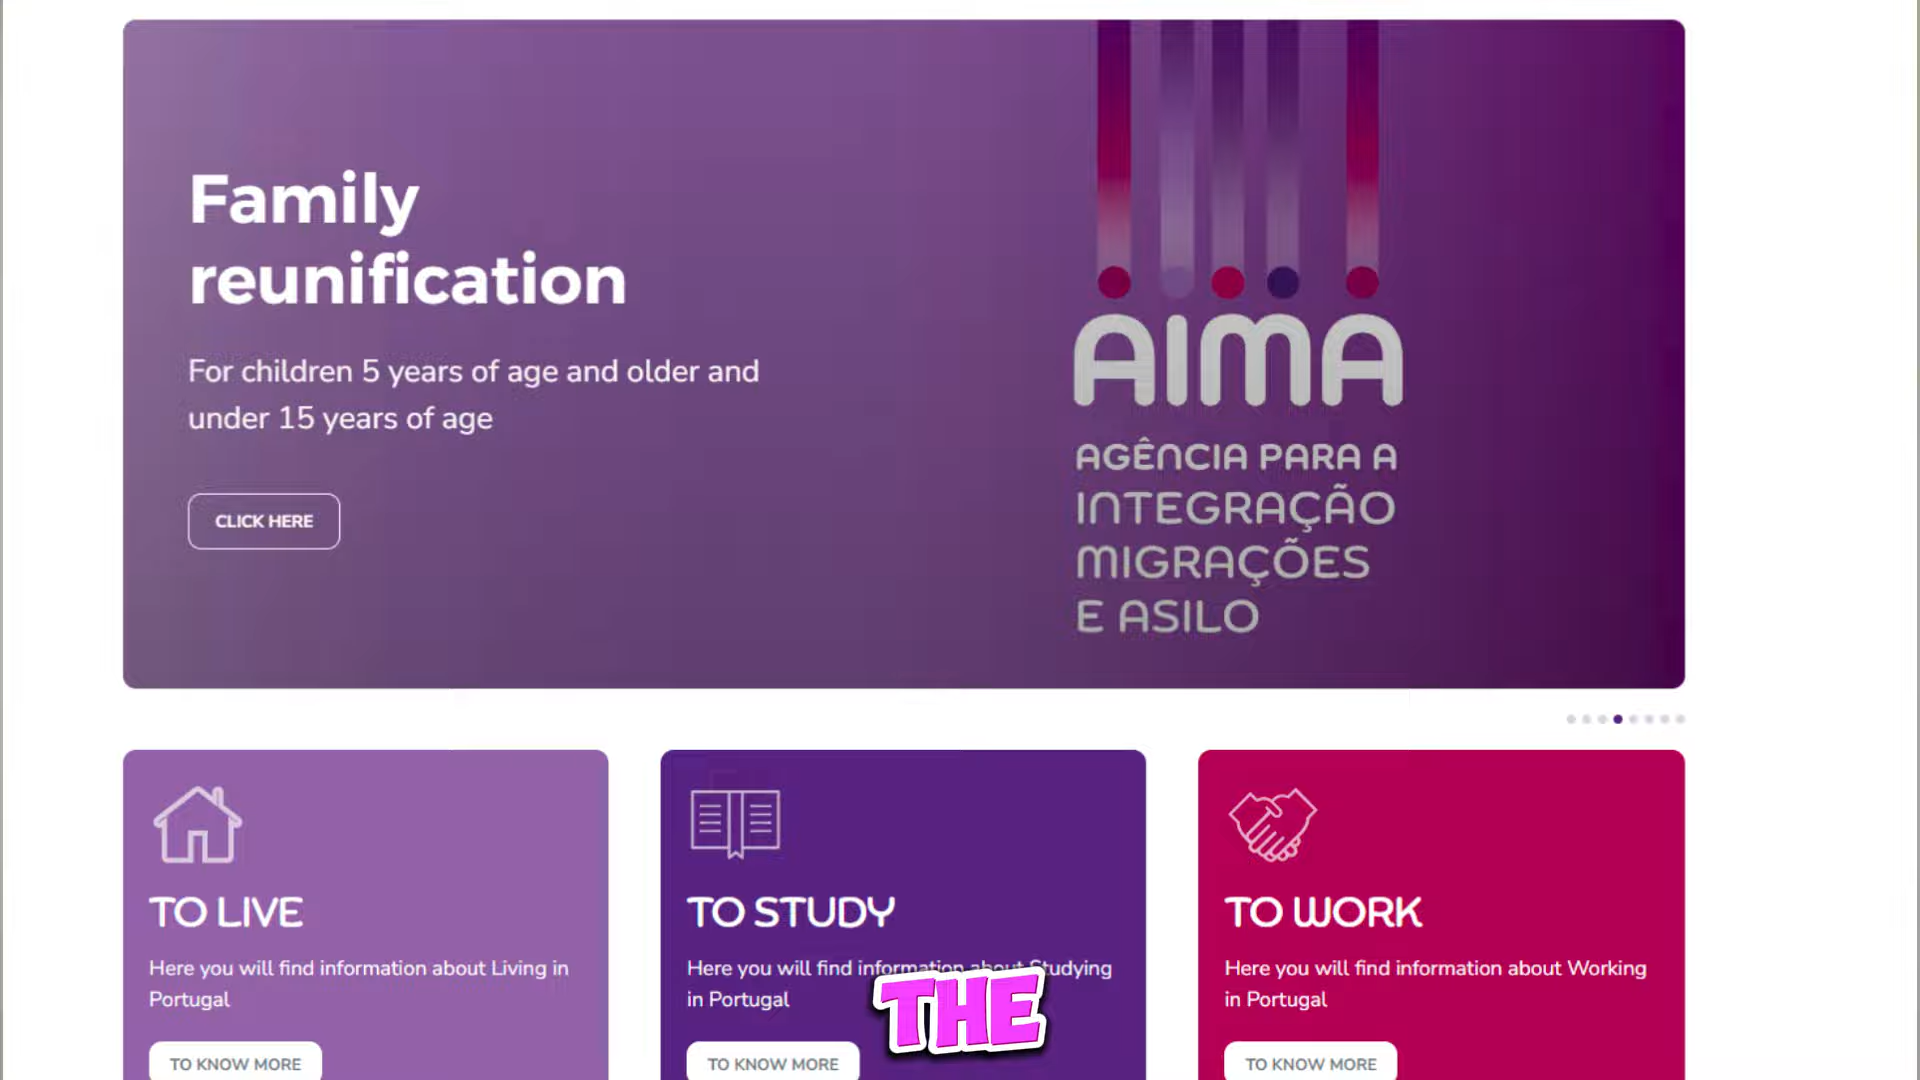 Family
reunification
For children 5 years of age and older and
under 15 years of age
CLICK HERE
AIMA
AGÊNCIA PARA A
INTEGRAÇÃO
MIGRAÇÕES
E ASILO
TO LIVE
Here you will find information about Living in
Portugal
TO KNOW MORE
TO STUDY
Here you will find information about Studying
in Portugal
TO KNOW MORE
TO WORK
Here you will find information about Working
in Portugal
TO KNOW MORE
THE